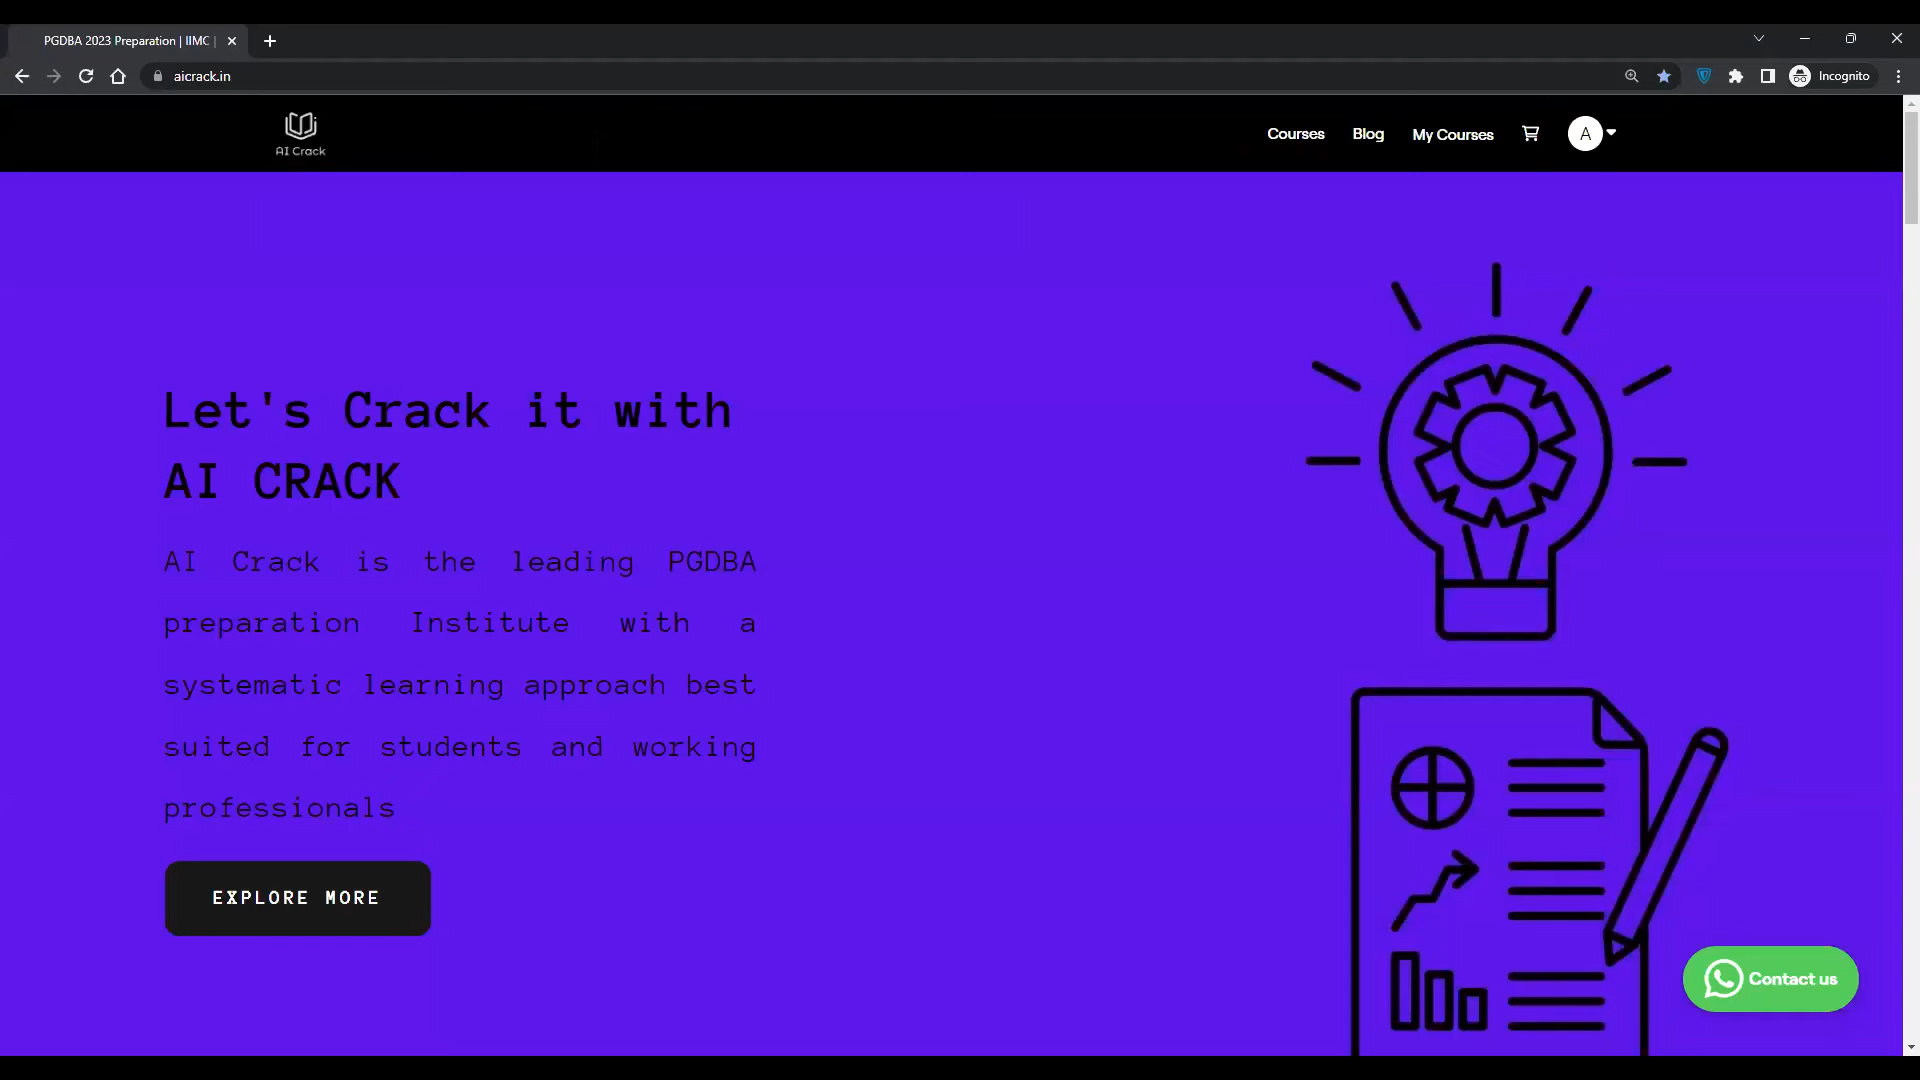 PGDBA 2023 Preparation | IIMC |
aicrack.in
Incognito
AI Crack
Courses
Blog
My Courses
A
Let's Crack it with
AI CRACK
AI Crack is the leading PGDBA
preparation Institute with a
systematic learning approach best
suited for students and working
professionals
EXPLORE MORE
Contact us